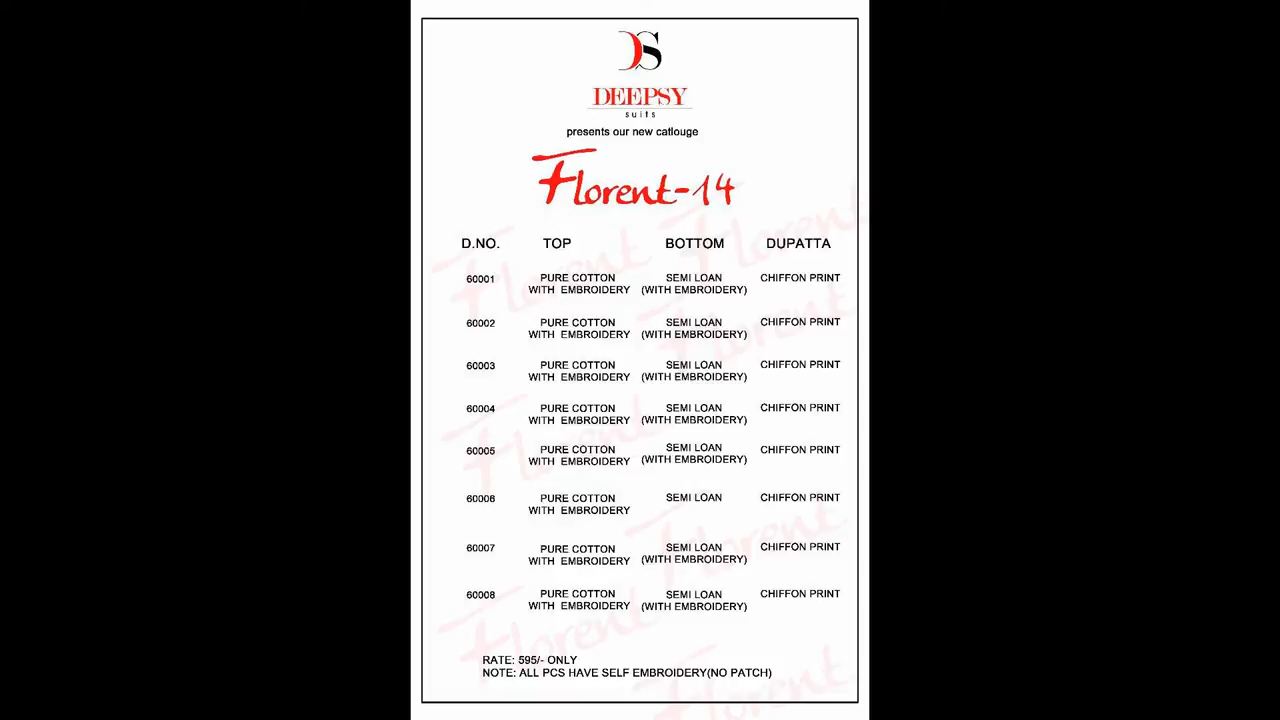 DS
DEEPSY
suits
presents our new catlouge
Florent-14
D.NO. TOP BOTTOM DUPATTA
60001 PURE COTTON SEMI LOAN CHIFFON PRINT
WITH EMBROIDERY (WITH EMBROIDERY)
60002 PURE COTTON SEMI LOAN CHIFFON PRINT
WITH EMBROIDERY (WITH EMBROIDERY)
60003 PURE COTTON SEMI LOAN CHIFFON PRINT
WITH EMBROIDERY (WITH EMBROIDERY)
60004 PURE COTTON SEMI LOAN CHIFFON PRINT
WITH EMBROIDERY (WITH EMBROIDERY)
60005 PURE COTTON SEMI LOAN CHIFFON PRINT
WITH EMBROIDERY (WITH EMBROIDERY)
60006 PURE COTTON SEMI LOAN CHIFFON PRINT
WITH EMBROIDERY
60007 PURE COTTON SEMI LOAN CHIFFON PRINT
WITH EMBROIDERY (WITH EMBROIDERY)
60008 PURE COTTON SEMI LOAN CHIFFON PRINT
WITH EMBROIDERY (WITH EMBROIDERY)
RATE: 595/- ONLY
NOTE: ALL PCS HAVE SELF EMBROIDERY(NO PATCH)